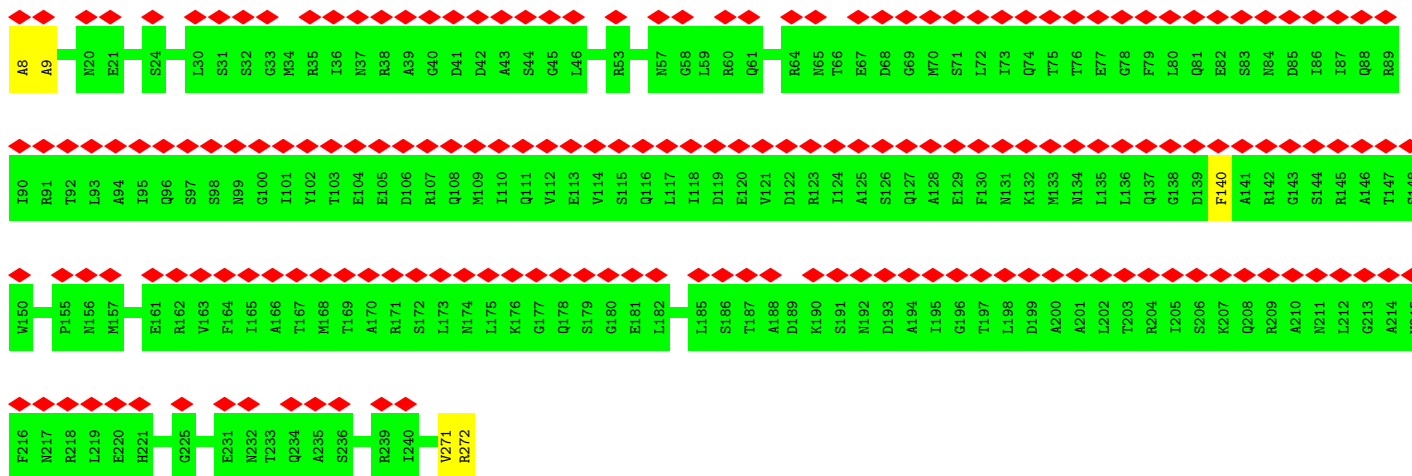 A8 A9 N20 E21 S24 L30 S31 S32 G33 M34 R35 I36 N37 R38 A39 G40 D41 D42 A43 S44 G45 L46 R53 N57 G58 L59 R60 Q61 R64 N65 T66 E67 D68 G69 M70 S71 L72 I73 Q74 T75 T76 E77 G78 F79 L80 Q81 E82 S83 N84 D85 I86 I87 Q88 R89
I90 R91 T92 L93 A94 I95 Q96 S97 S98 N99 G100 I101 Y102 T103 E104 E105 D106 R107 Q108 M109 I110 Q111 V112 E113 V114 S115 Q116 L117 I118 D119 E120 V121 D122 R123 I124 A125 S126 Q127 A128 E129 F130 N131 K132 M133 N134 L135 L136 Q137 G138 D139 F140 A141 R142 G143 S144 R145 A146 T147
W150 P155 N156 M157 E161 R162 V163 F164 I165 A166 T167 M168 T169 A170 R171 S172 L173 N174 L175 K176 G177 Q178 S179 G180 E181 L182 L185 S186 T187 A188 D189 K190 S191 N192 D193 A194 I195 G196 T197 L198 D199 A200 A201 L202 T203 R204 I205 S206 K207 Q208 R209 A210 N211 L212 G213 A214
F216 N217 R218 L219 E220 H221 G225 E231 N232 T233 Q234 A235 S236 R239 I240 V271 R272